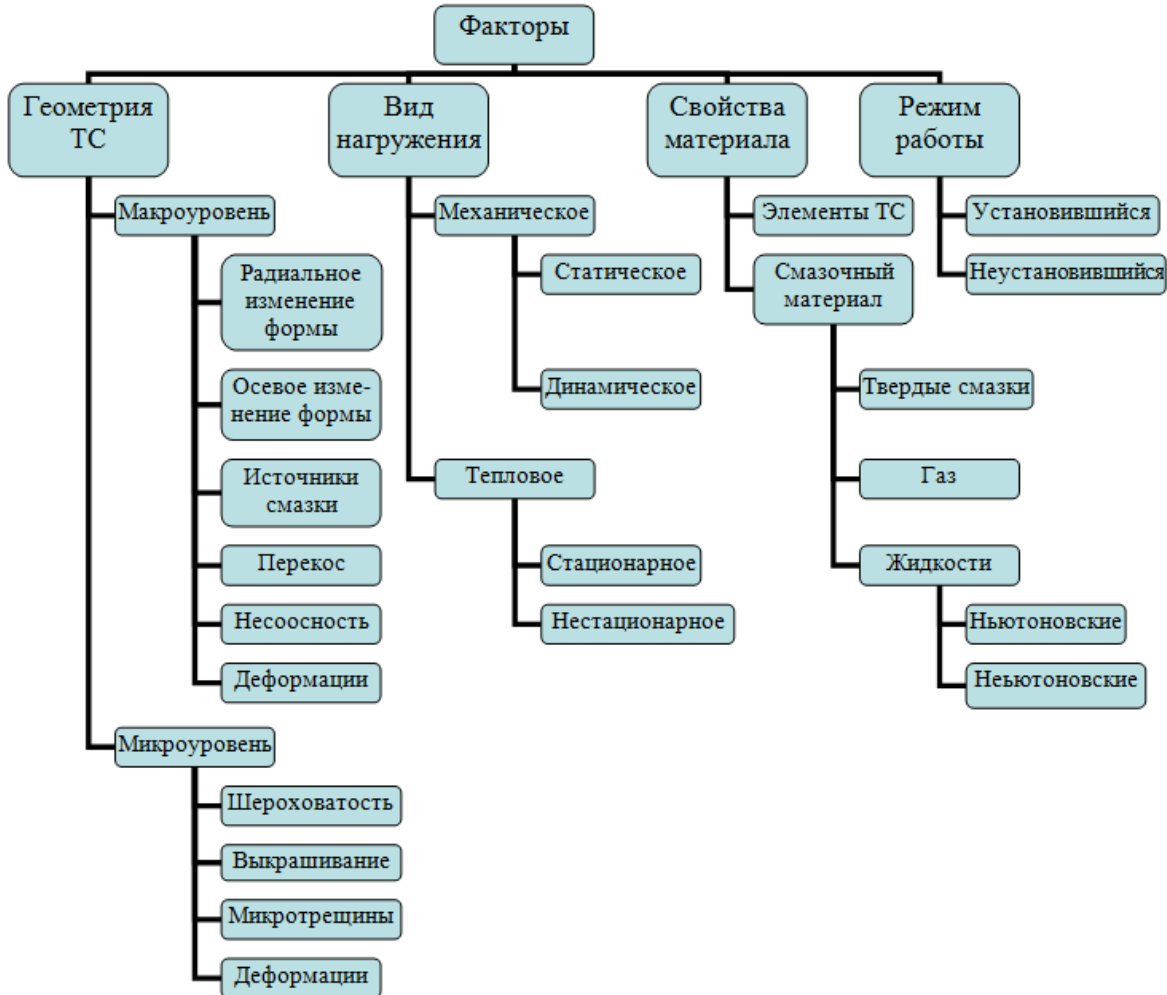 Факторы
Геометрия
ТС
Макроуровень
Радиальное
изменение
формы
Осевое изме-
нение формы
Источники
смазки
Перекос
Несоосность
Деформации
Микроуровень
Шероховатость
Выкрашивание
Микротрещины
Деформации
Вид
нагружения
Механическое
Статическое
Динамическое
Тепловое
Стационарное
Нестационарное
Свойства
материала
Элементы ТС
Смазочный
материал
Твердые смазки
Газ
Жидкости
Ньютоновские
Неьютоновские
Режим
работы
Установившийся
Неустановившийся